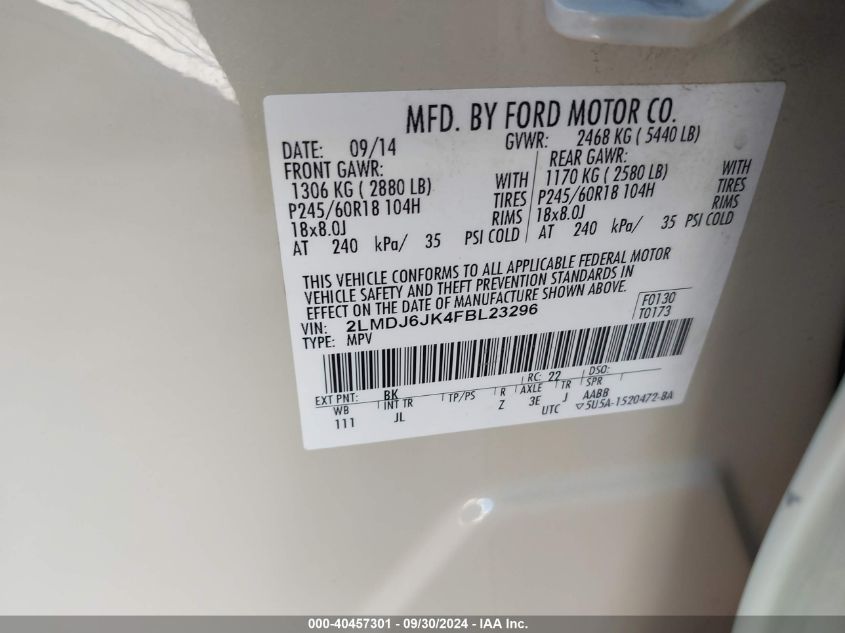 MFD. BY FORD MOTOR CO.
DATE: 09/14 GVWR: 2468 KG ( 5440 LB)
FRONT GAWR: REAR GAWR:
1306 KG ( 2880 LB) WITH 1170 KG ( 2580 LB) WITH
P245/60R18 104H TIRES P245/60R18 104H TIRES
18x8.0J RIMS 18x8.0J RIMS
AT 240 kPa/ 35 PSI COLD AT 240 kPa/ 35 PSI COLD
THIS VEHICLE CONFORMS TO ALL APPLICABLE FEDERAL MOTOR
VEHICLE SAFETY AND THEFT PREVENTION STANDARDS IN
EFFECT ON THE DATE OF MANUFACTURE SHOWN ABOVE.
VIN: 2LMDJ6JK4FBL23296 F0130
TYPE: MPV T0173
EXT PNT: BK RC: 22 DSO:
WB INT TR TP/PS R AXLE TR SPR
111 JL Z 3E J AABB
UTC ▽5U5A-1520472-BA
000-40457301 - 09/30/2024 - IAA Inc.